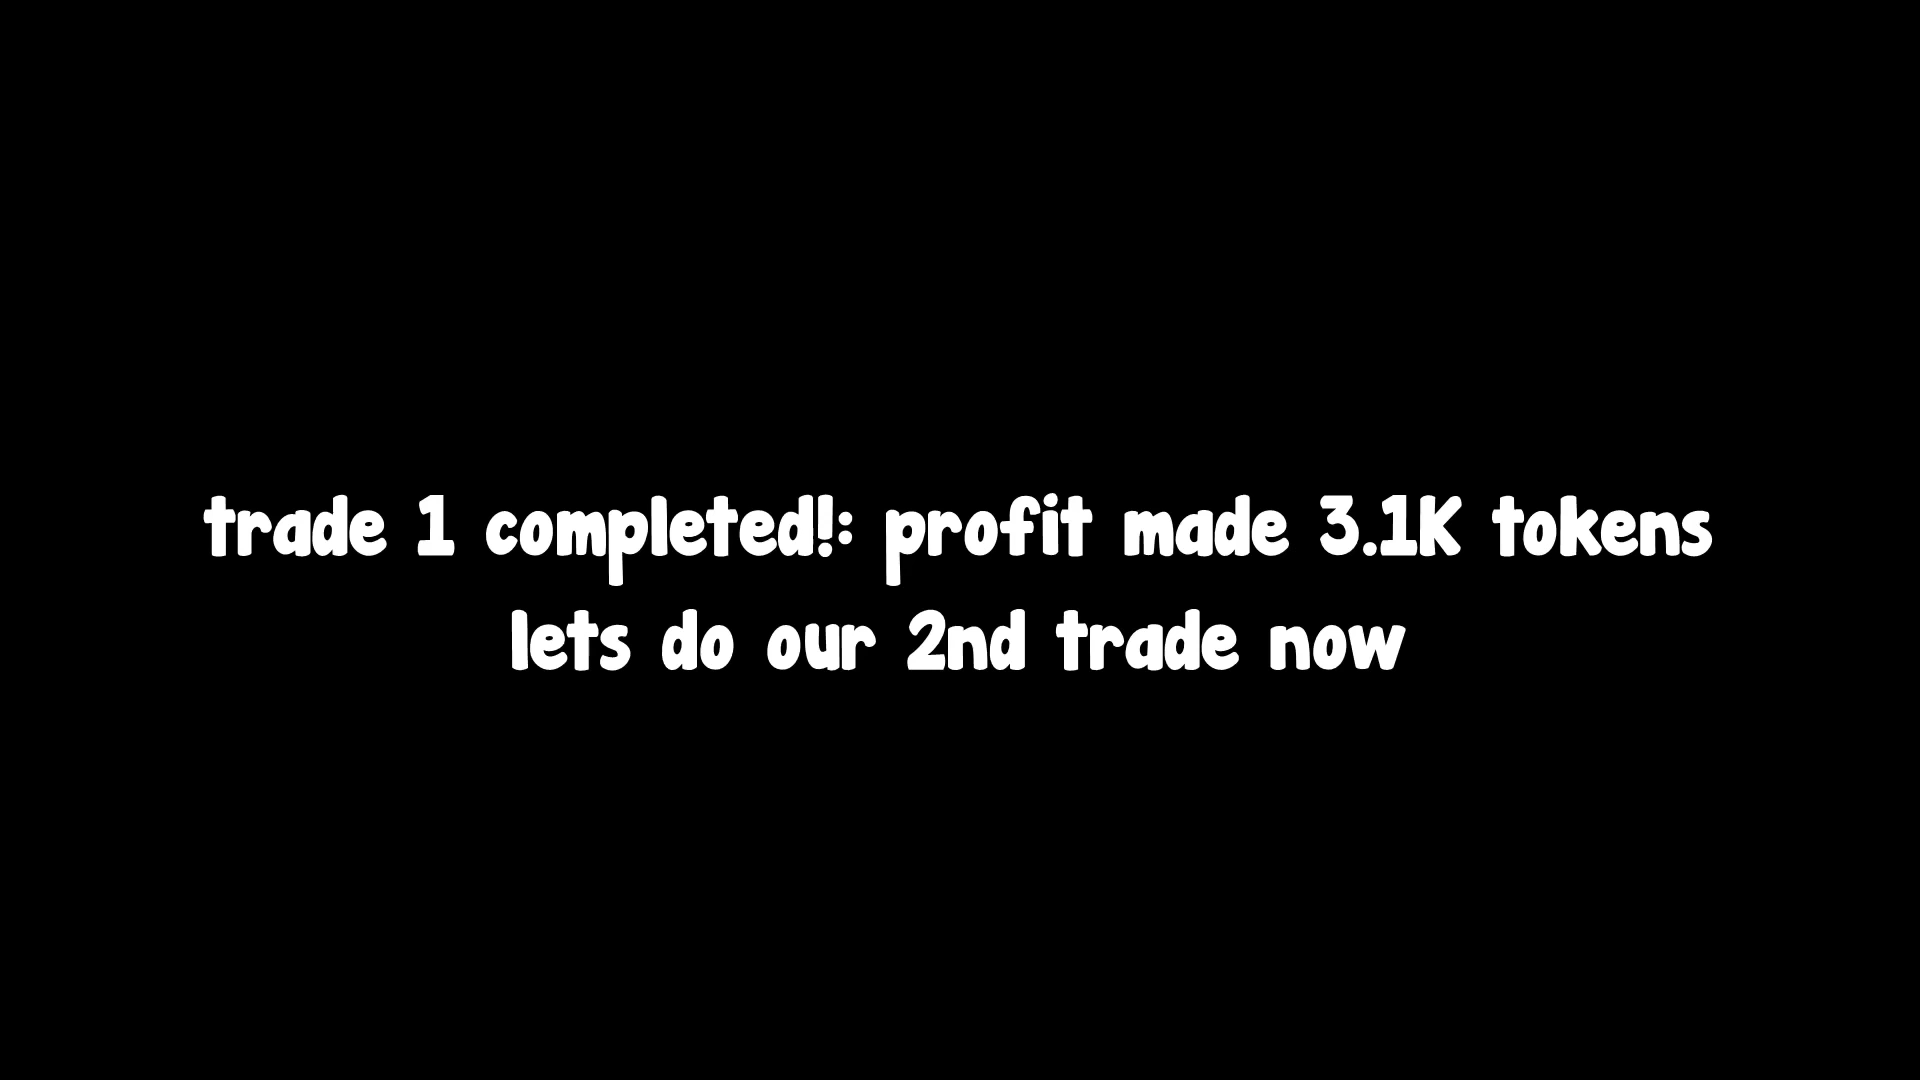 trade 1 completed!: profit made 3.1K tokens
lets do our 2nd trade now